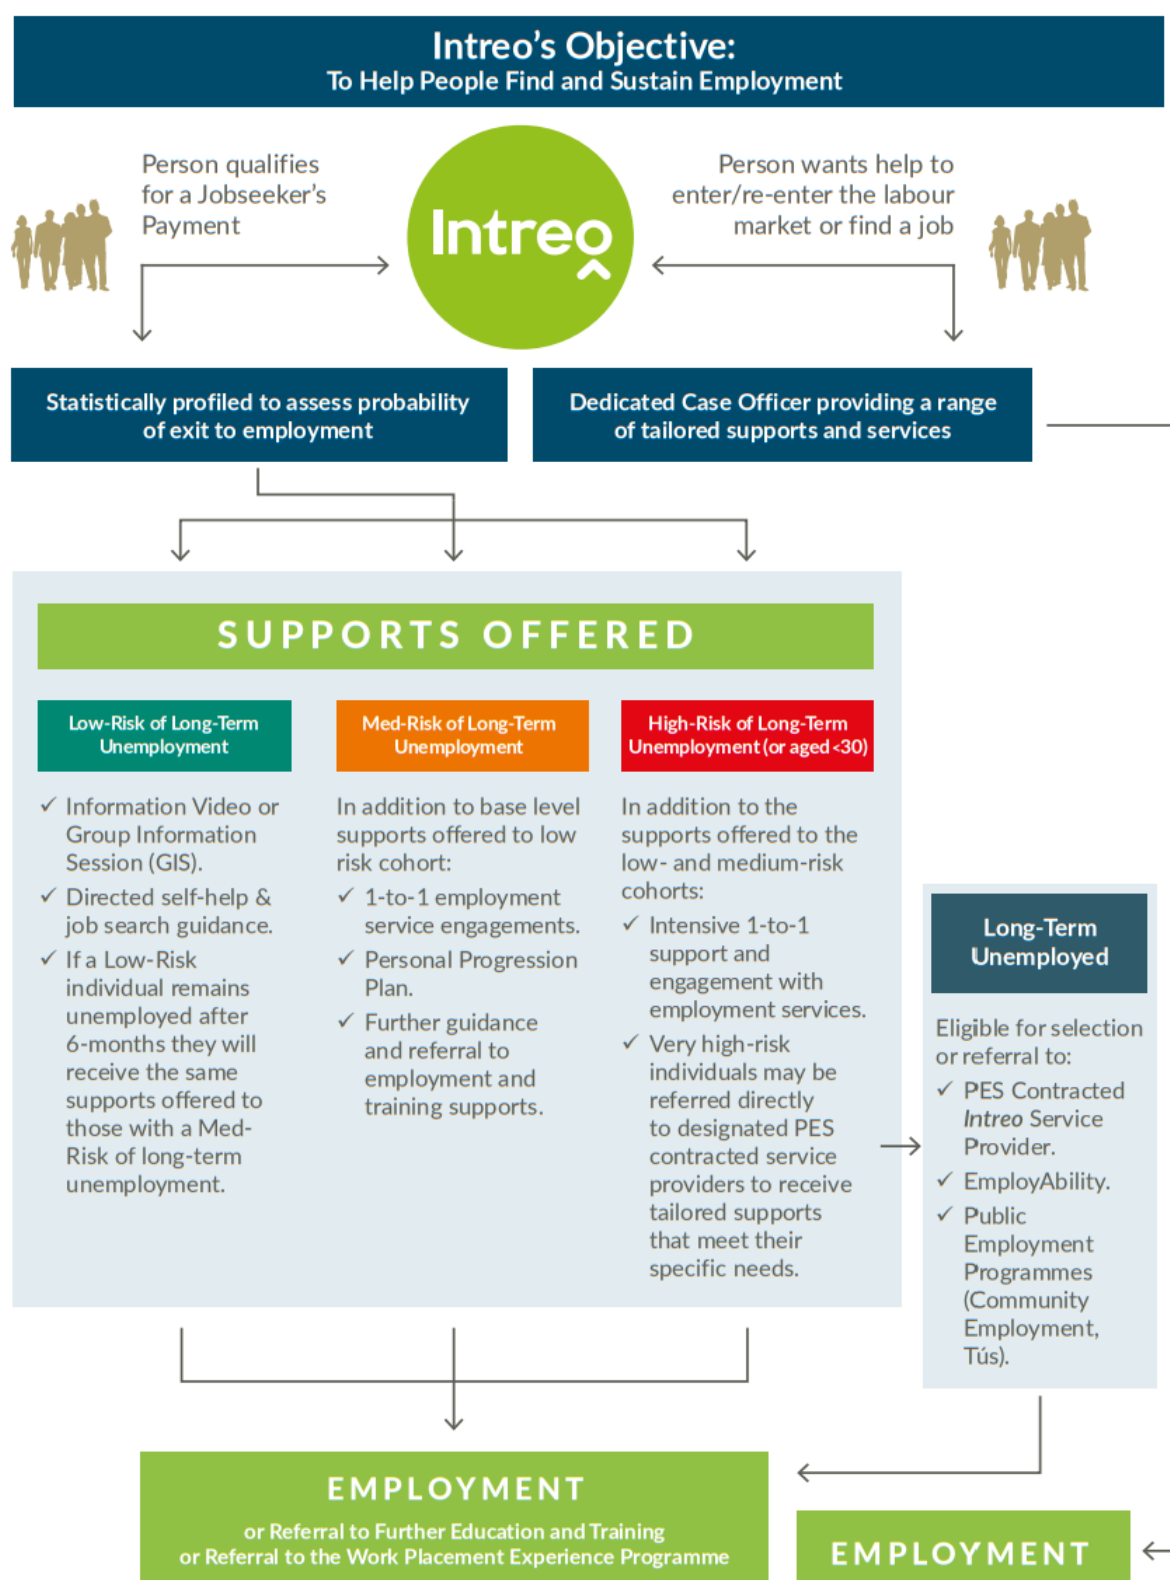 Intreo's Objective:
To Help People Find and Sustain Employment
Person qualifies
for a Jobseeker's
Payment
Intreo
Person wants help to
enter/re-enter the labour
market or find a job
Statistically profiled to assess probability
of exit to employment
Dedicated Case Officer providing a range
of tailored supports and services
SUPPORTS OFFERED
Low-Risk of Long-Term
Unemployment
✓ Information Video or
Group Information
Session (GIS).
✓ Directed self-help &
job search guidance.
✓ If a Low-Risk
individual remains
unemployed after
6-months they will
receive the same
supports offered to
those with a Med-
Risk of long-term
unemployment.
Med-Risk of Long-Term
Unemployment
In addition to base level
supports offered to low
risk cohort:
✓ 1-to-1 employment
service engagements.
✓ Personal Progression
Plan.
✓ Further guidance
and referral to
employment and
training supports.
High-Risk of Long-Term
Unemployment (or aged <30)
In addition to the
supports offered to the
low- and medium-risk
cohorts:
✓ Intensive 1-to-1
support and
engagement with
employment services.
✓ Very high-risk
individuals may be
referred directly
to designated PES
contracted service
providers to receive
tailored supports
that meet their
specific needs.
Long-Term
Unemployed
Eligible for selection
or referral to:
✓ PES Contracted
Intreo Service
Provider.
✓ EmployAbility.
✓ Public
Employment
Programmes
(Community
Employment,
Tús).
EMPLOYMENT
or Referral to Further Education and Training
or Referral to the Work Placement Experience Programme
EMPLOYMENT